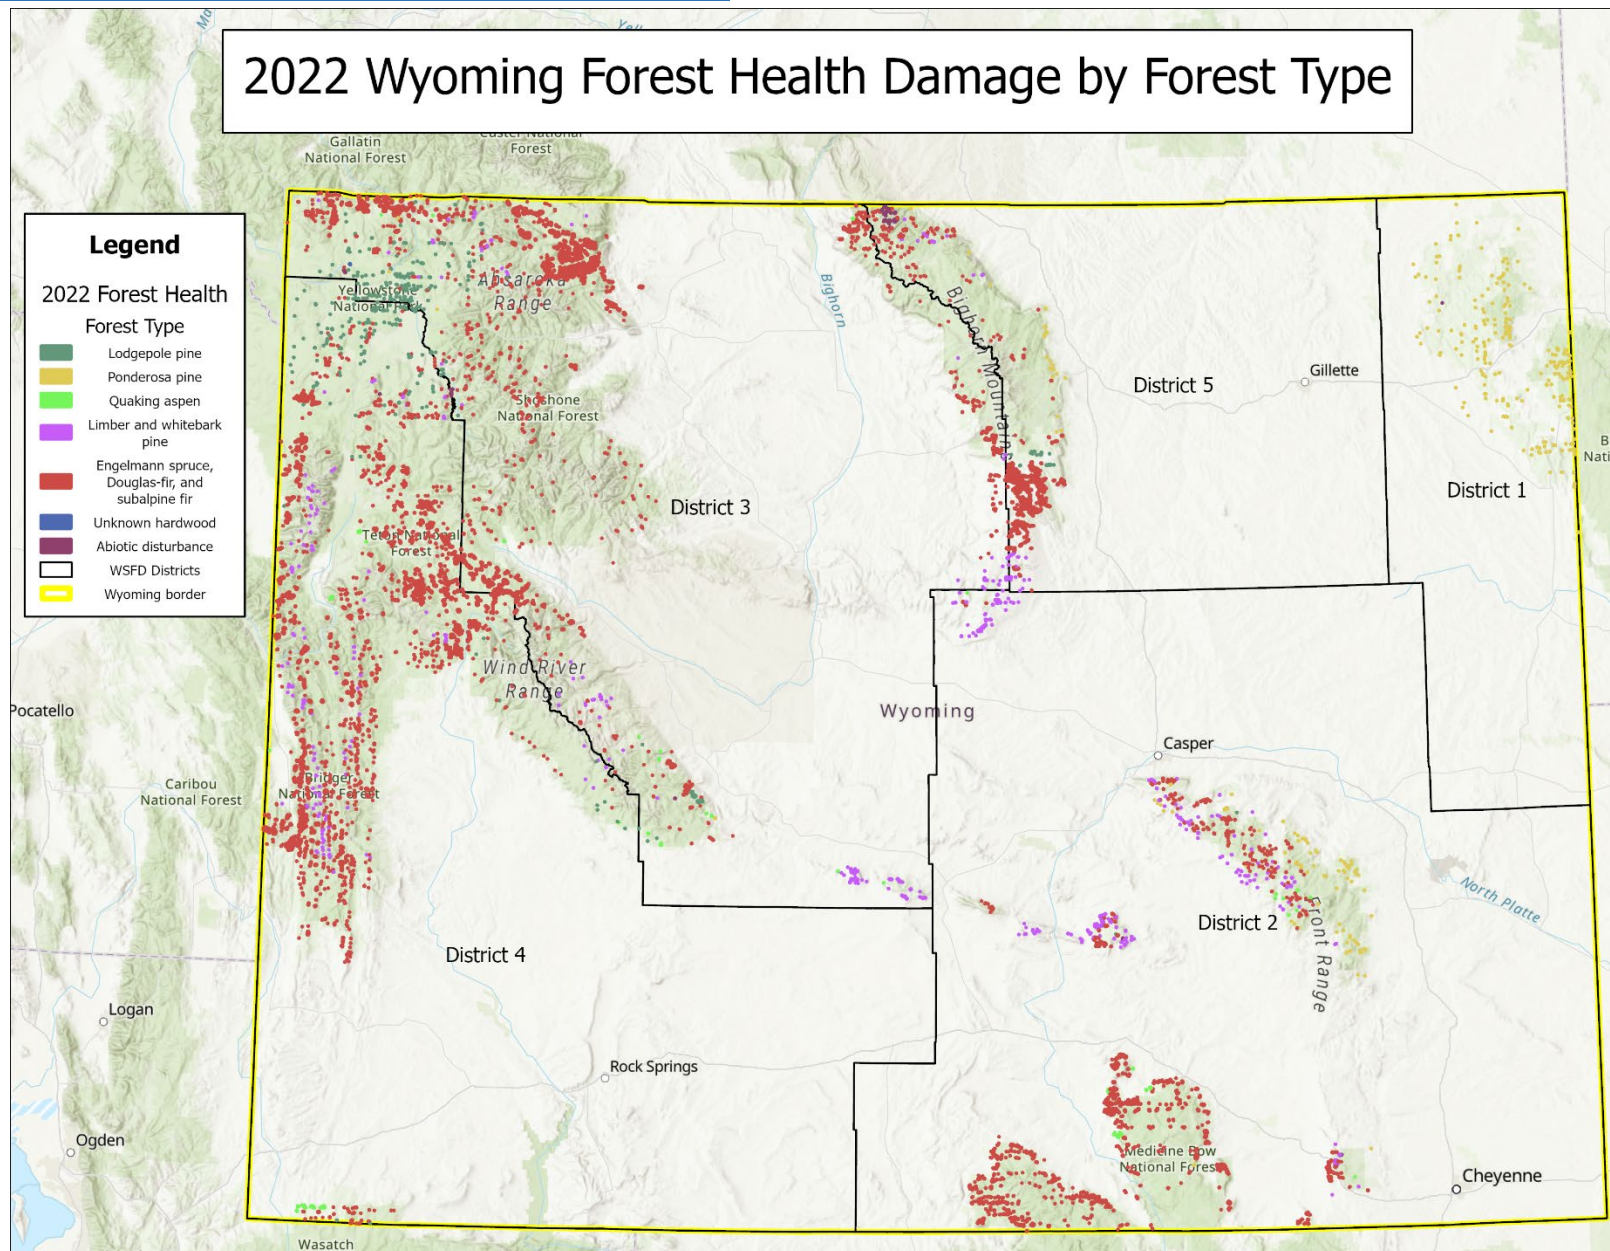 Yell
2022 Wyoming Forest Health Damage by Forest Type
Gallatin
National Forest
Custer National
Forest
Legend
2022 Forest Health
Forest Type
Lodgepole pine
Ponderosa pine
Quaking aspen
Limber and whitebark
pine
Engelmann spruce,
Douglas-fir, and
subalpine fir
Unknown hardwood
Abiotic disturbance
WSFD Districts
Wyoming border
Absaroka
Range
Yellowstone
National Park
Bighorn
Bighorn Mountains
Shoshone
National Forest
District 5
Gillette
District 3
District 1
Teton National
Forest
Wind River
Range
Wyoming
Pocatello
Casper
Caribou
National Forest
Bridger
National Forest
North Platte
District 2
Front Range
District 4
Logan
Rock Springs
Ogden
Medicine Bow
National Forest
Cheyenne
Wasatch